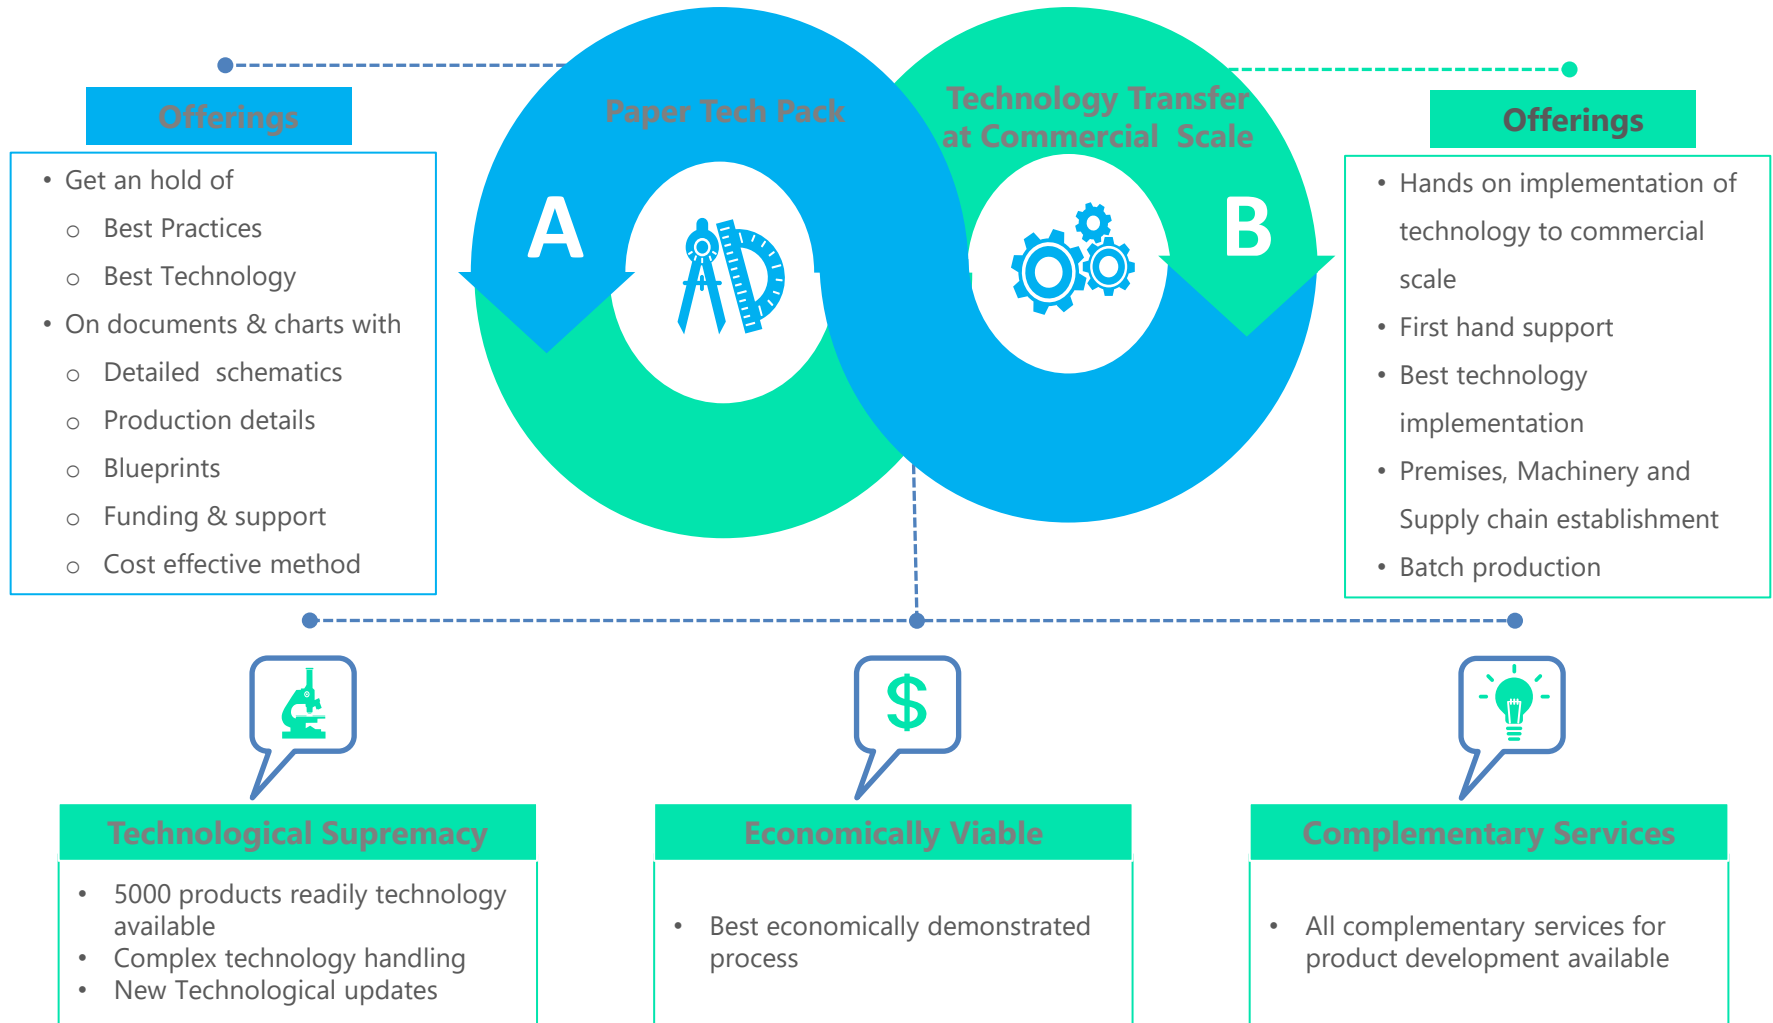 Offerings
• Get an hold of
o Best Practices
o Best Technology
• On documents & charts with
o Detailed schematics
o Production details
o Blueprints
o Funding & support
o Cost effective method
Paper Tech Pack
A
Technology Transfer
at Commercial Scale
B
Offerings
• Hands on implementation of
technology to commercial
scale
• First hand support
• Best technology
implementation
• Premises, Machinery and
Supply chain establishment
• Batch production
$
Technological Supremacy
• 5000 products readily technology
available
• Complex technology handling
• New Technological updates
Economically Viable
• Best economically demonstrated
process
Complementary Services
• All complementary services for
product development available